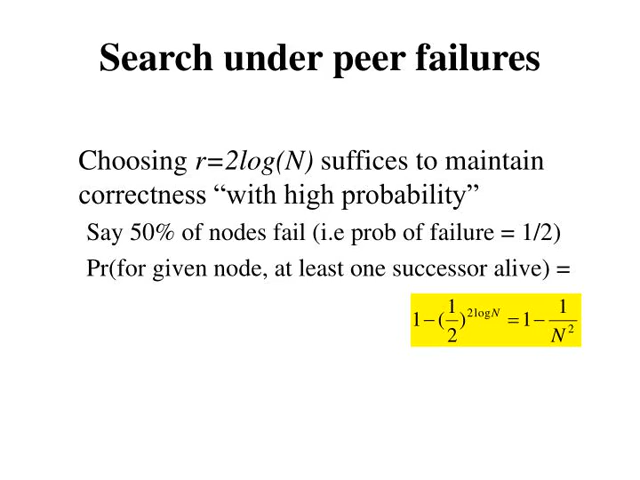 Search under peer failures
Choosing r=2log(N) suffices to maintain
correctness “with high probability”
Say 50% of nodes fail (i.e prob of failure = 1/2)
Pr(for given node, at least one successor alive) =
1−(1/2)^{2logN} =1−1/N^2